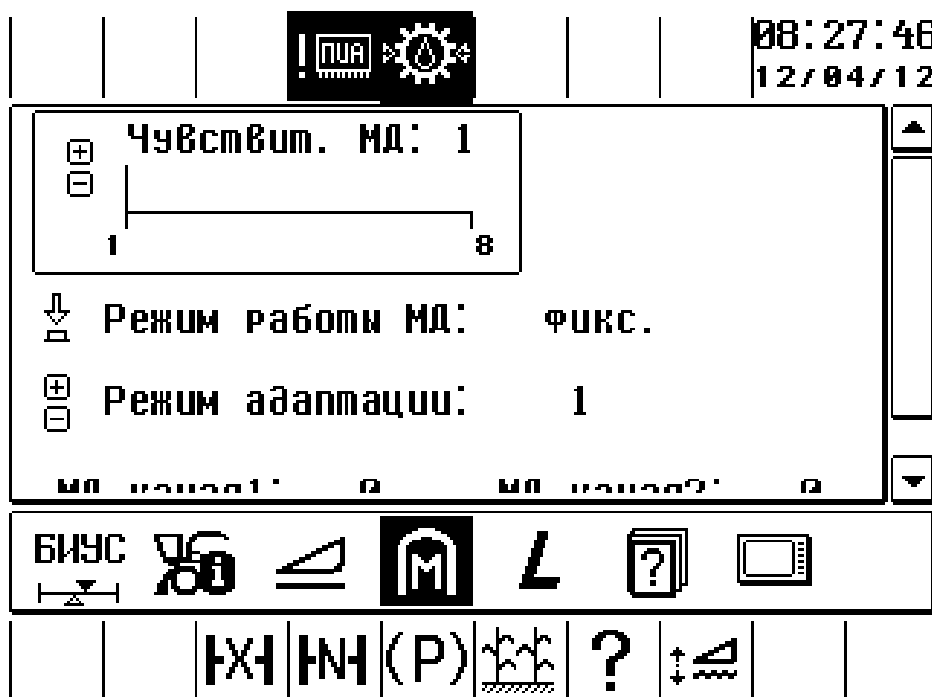 ! ПИА
08:27:46
12/04/12
Чувствит. МД: 1
1 8
Режим работы МД: фикс.
Режим адаптации: 1
БИУС i M L ?
X N (P) ?